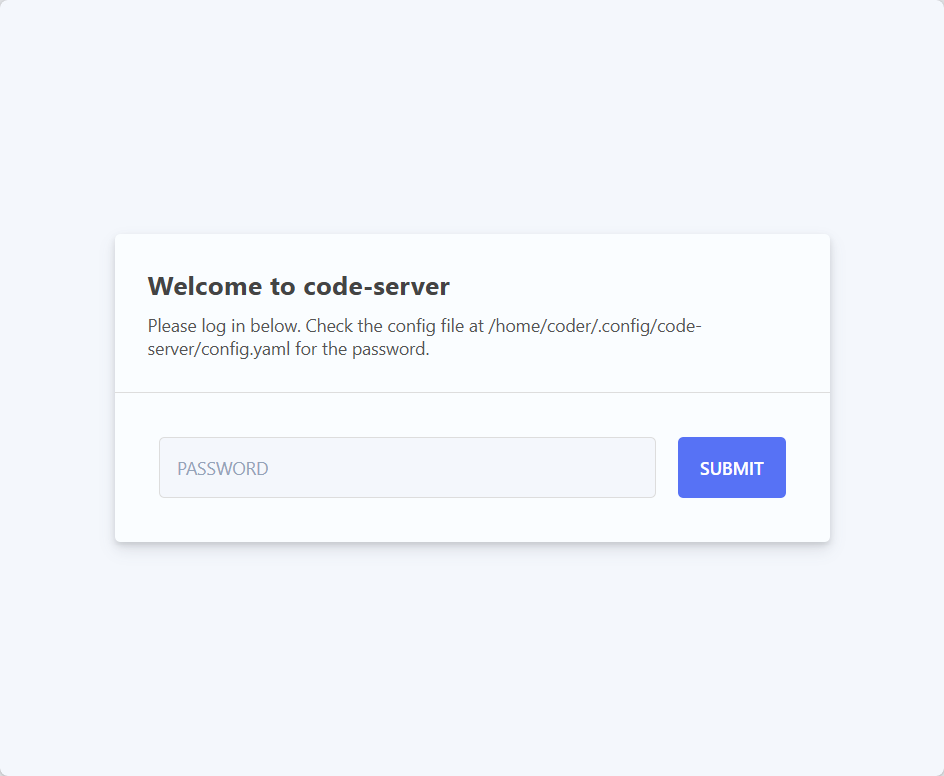 Welcome to code-server
Please log in below. Check the config file at /home/coder/.config/code-
server/config.yaml for the password.
PASSWORD
SUBMIT